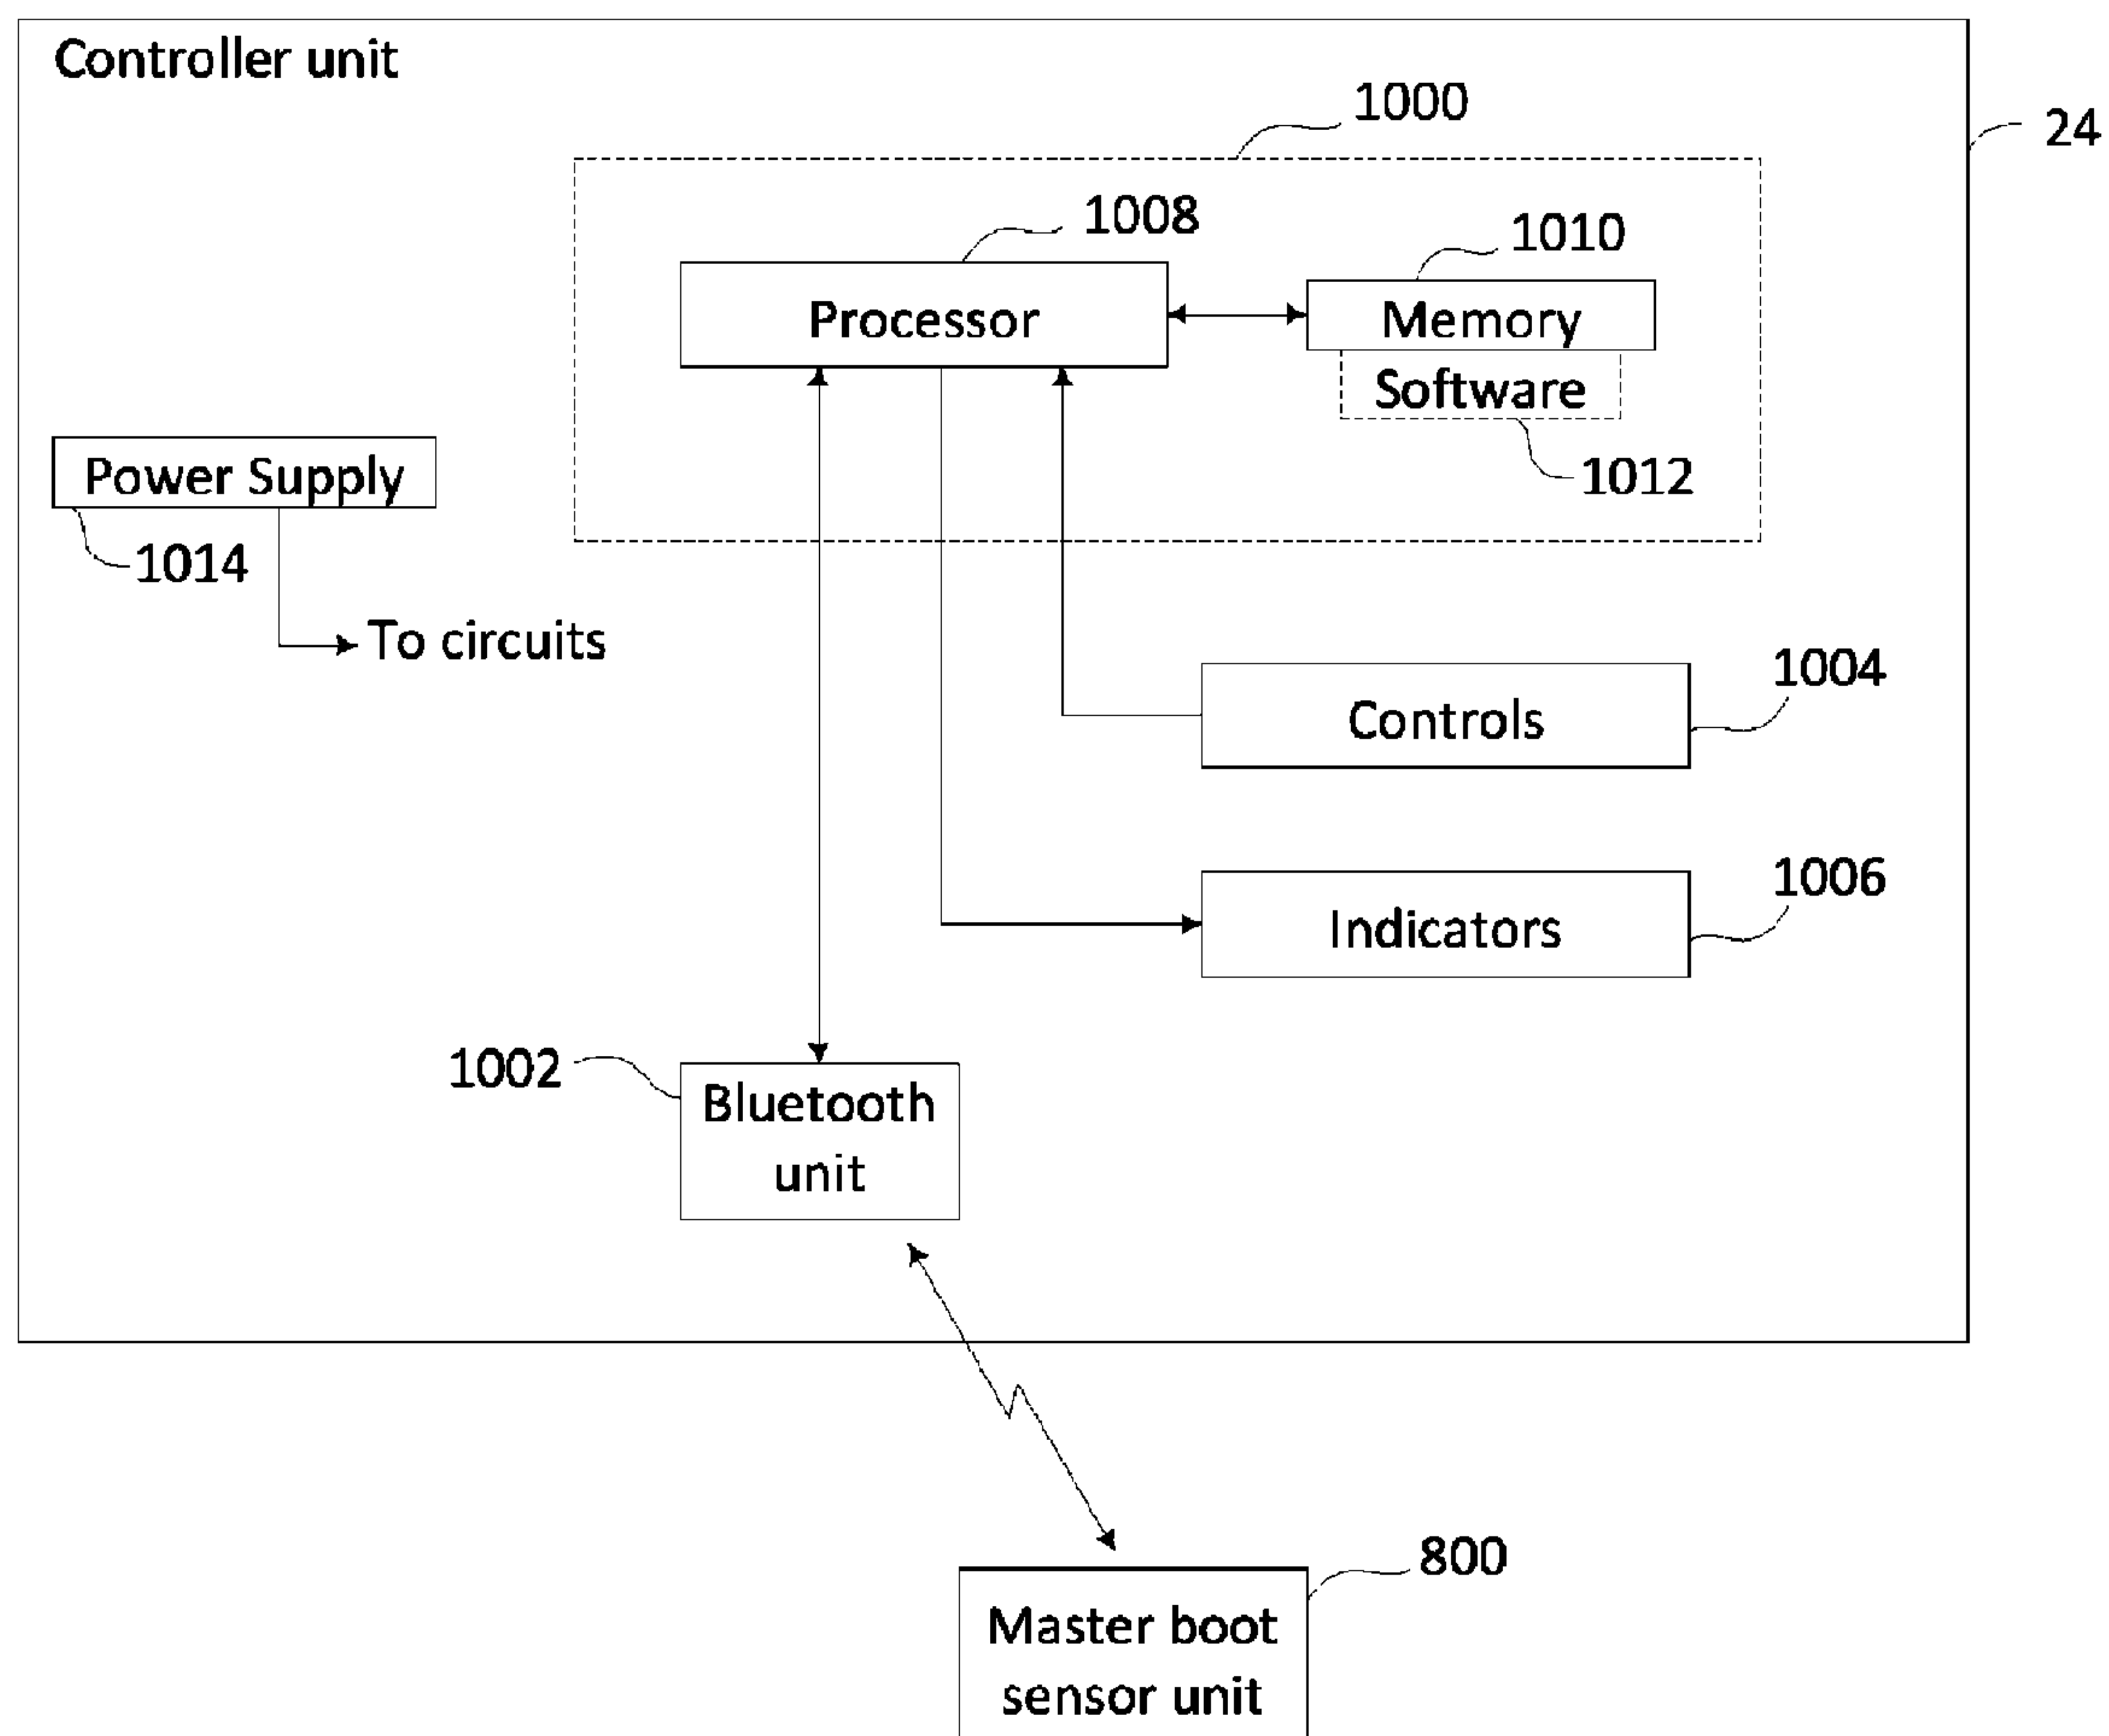 Controller unit
1000
24
1008
1010
Processor
Memory
Software
1012
Power Supply
1014
To circuits
1004
Controls
1006
Indicators
1002
Bluetooth
unit
800
Master boot
sensor unit